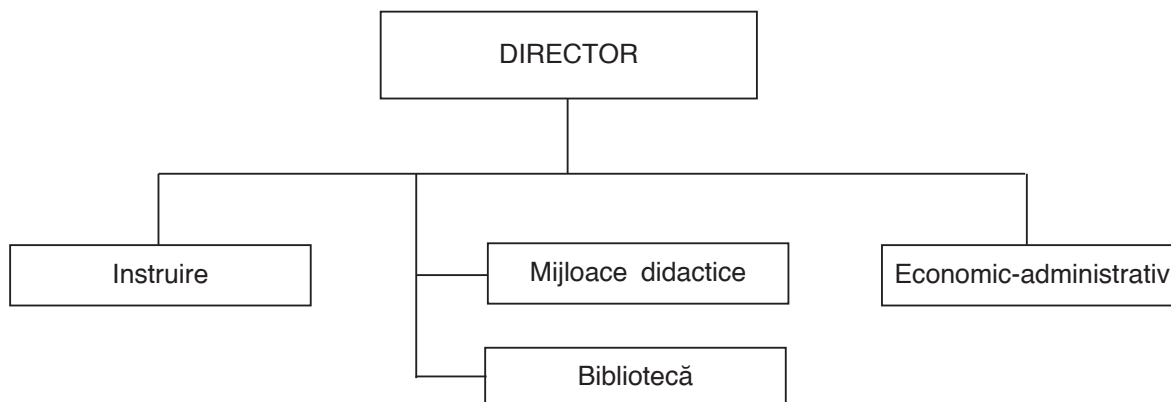 DIRECTOR
Instruire
Mijloace didactice
Economic-administrativ
Bibliotecă